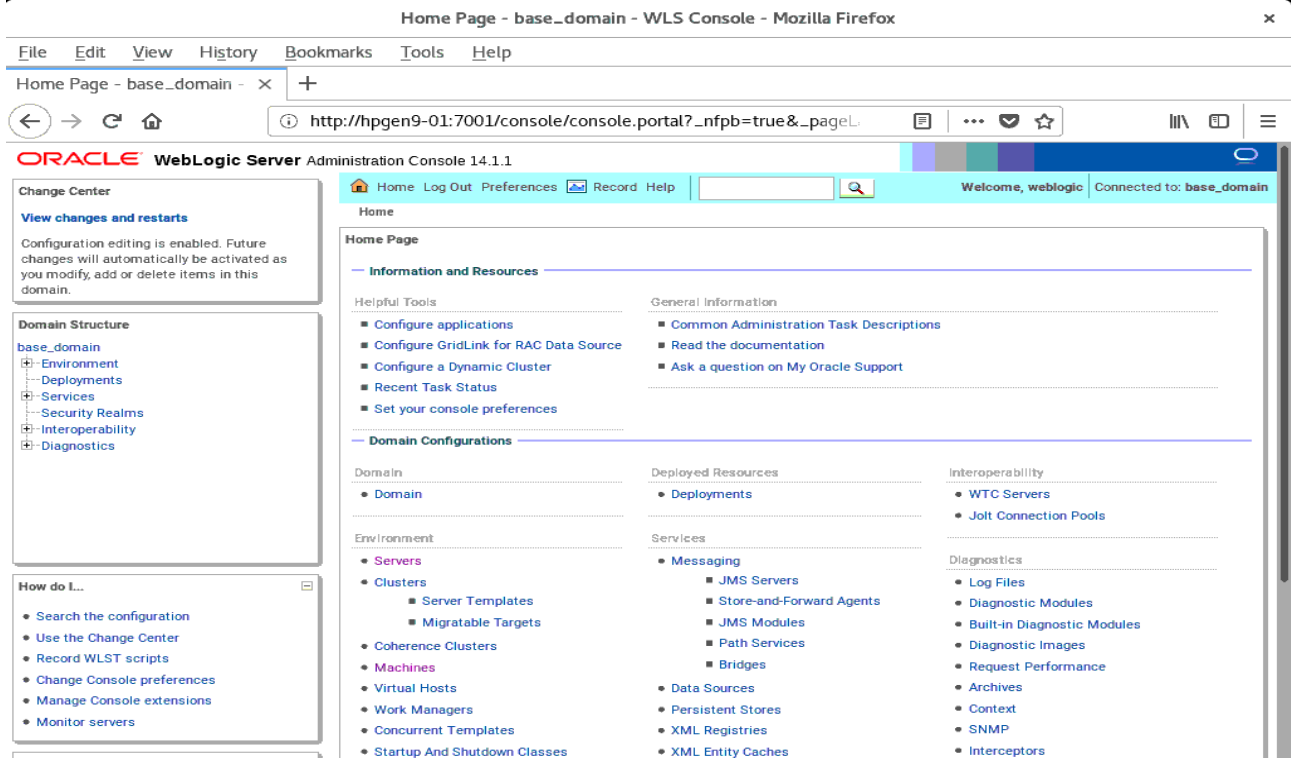 Home Page - base_domain - WLS Console - Mozilla Firefox
File Edit View History Bookmarks Tools Help
Home Page - base_domain -
http://hpgen9-01:7001/console/console.portal?_nfpb=true&_pageL
ORACLE WebLogic Server Administration Console 14.1.1
Change Center
View changes and restarts
Configuration editing is enabled. Future
changes will automatically be activated as
you modify, add or delete items in this
domain.
Domain Structure
base_domain
Environment
Deployments
Services
Security Realms
Interoperability
Diagnostics
How do I...
Search the configuration
Use the Change Center
Record WLST scripts
Change Console preferences
Manage Console extensions
Monitor servers
Home Log Out Preferences Record Help
Welcome, weblogic Connected to: base_domain
Home
Home Page
Information and Resources
Helpful Tools
Configure applications
Configure GridLink for RAC Data Source
Configure a Dynamic Cluster
Recent Task Status
Set your console preferences
General Information
Common Administration Task Descriptions
Read the documentation
Ask a question on My Oracle Support
Domain Configurations
Domain
Domain
Environment
Servers
Clusters
Server Templates
Migratable Targets
Coherence Clusters
Machines
Virtual Hosts
Work Managers
Concurrent Templates
Startup And Shutdown Classes
Deployed Resources
Deployments
Services
Messaging
JMS Servers
Store-and-Forward Agents
JMS Modules
Path Services
Bridges
Data Sources
Persistent Stores
XML Registries
XML Entity Caches
Interoperability
WTC Servers
Jolt Connection Pools
Diagnostics
Log Files
Diagnostic Modules
Built-in Diagnostic Modules
Diagnostic Images
Request Performance
Archives
Context
SNMP
Interceptors